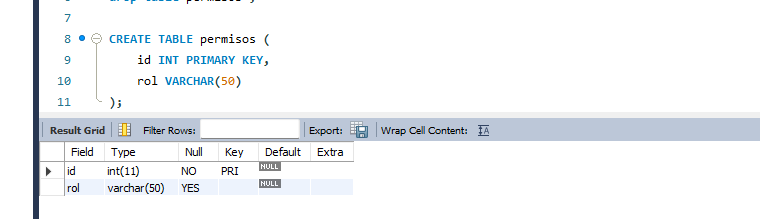 7
8 CREATE TABLE permisos (
9 id INT PRIMARY KEY,
10 rol VARCHAR(50)
11 );
Result Grid Filter Rows: Export: Wrap Cell Content: IA
Field Type Null Key Default Extra
id int(11) NO PRI NULL
rol varchar(50) YES NULL